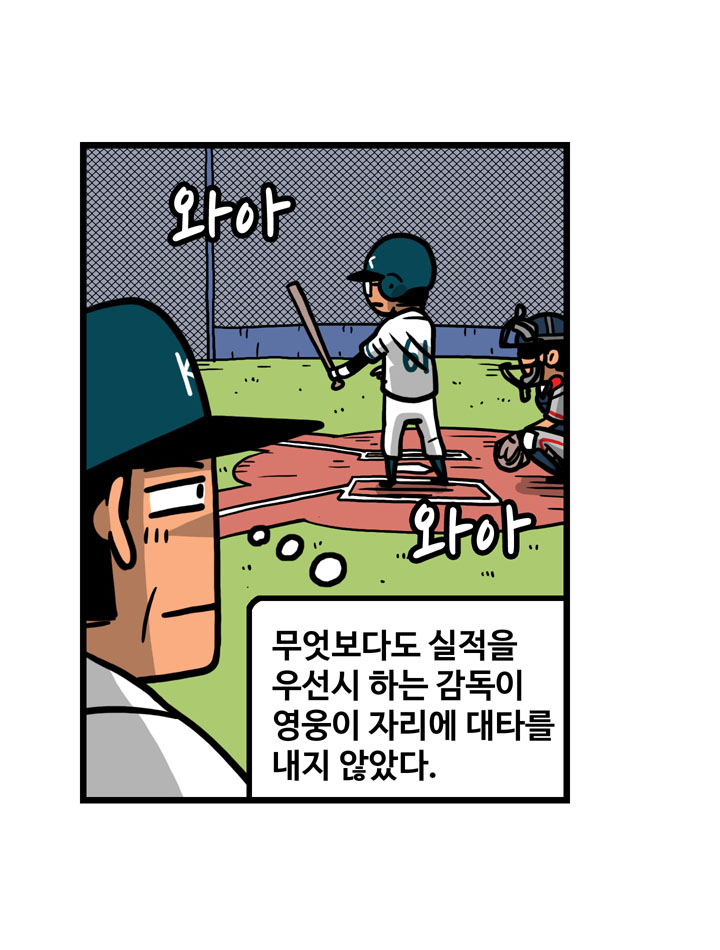 와아
K
K
61
와아
무엇보다도 실적을
우선시 하는 감독이
영웅이 자리에 대타를
내지 않았다.